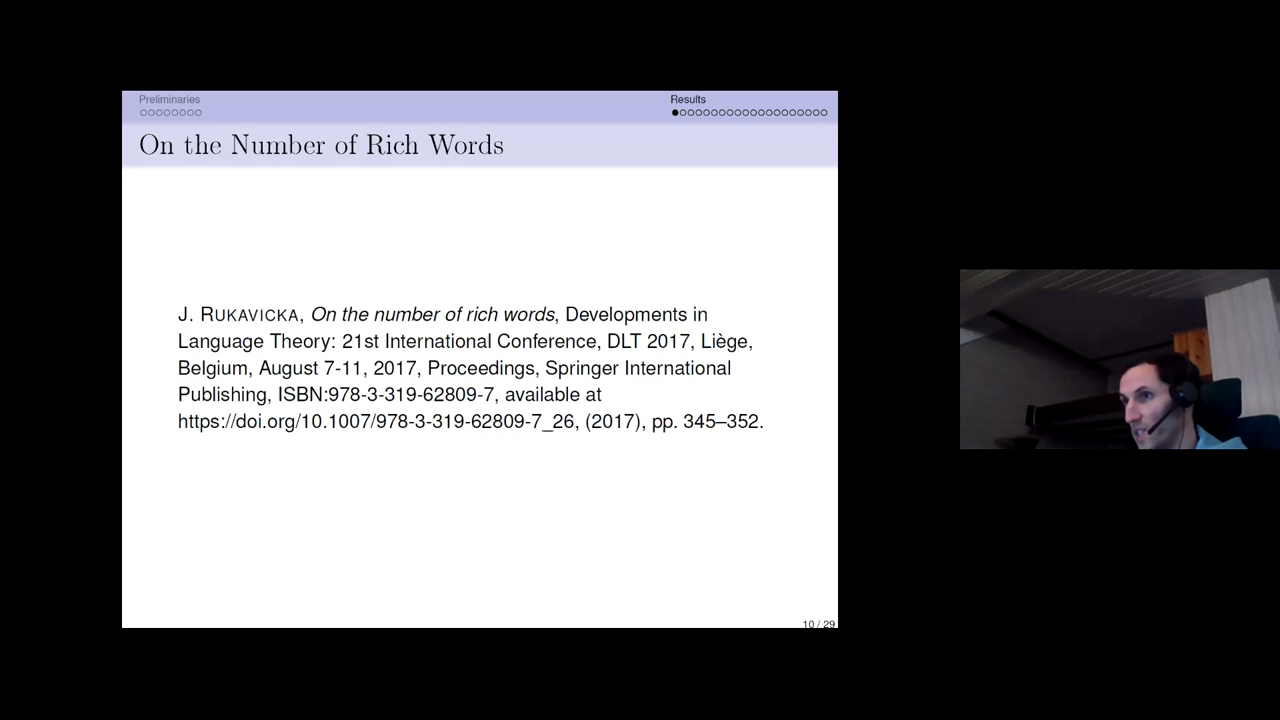 Preliminaries
Results
On the Number of Rich Words
J. RUKAVICKA, On the number of rich words, Developments in
Language Theory: 21st International Conference, DLT 2017, Liège,
Belgium, August 7-11, 2017, Proceedings, Springer International
Publishing, ISBN:978-3-319-62809-7, available at
https://doi.org/10.1007/978-3-319-62809-7_26, (2017), pp. 345–352.
10 / 29